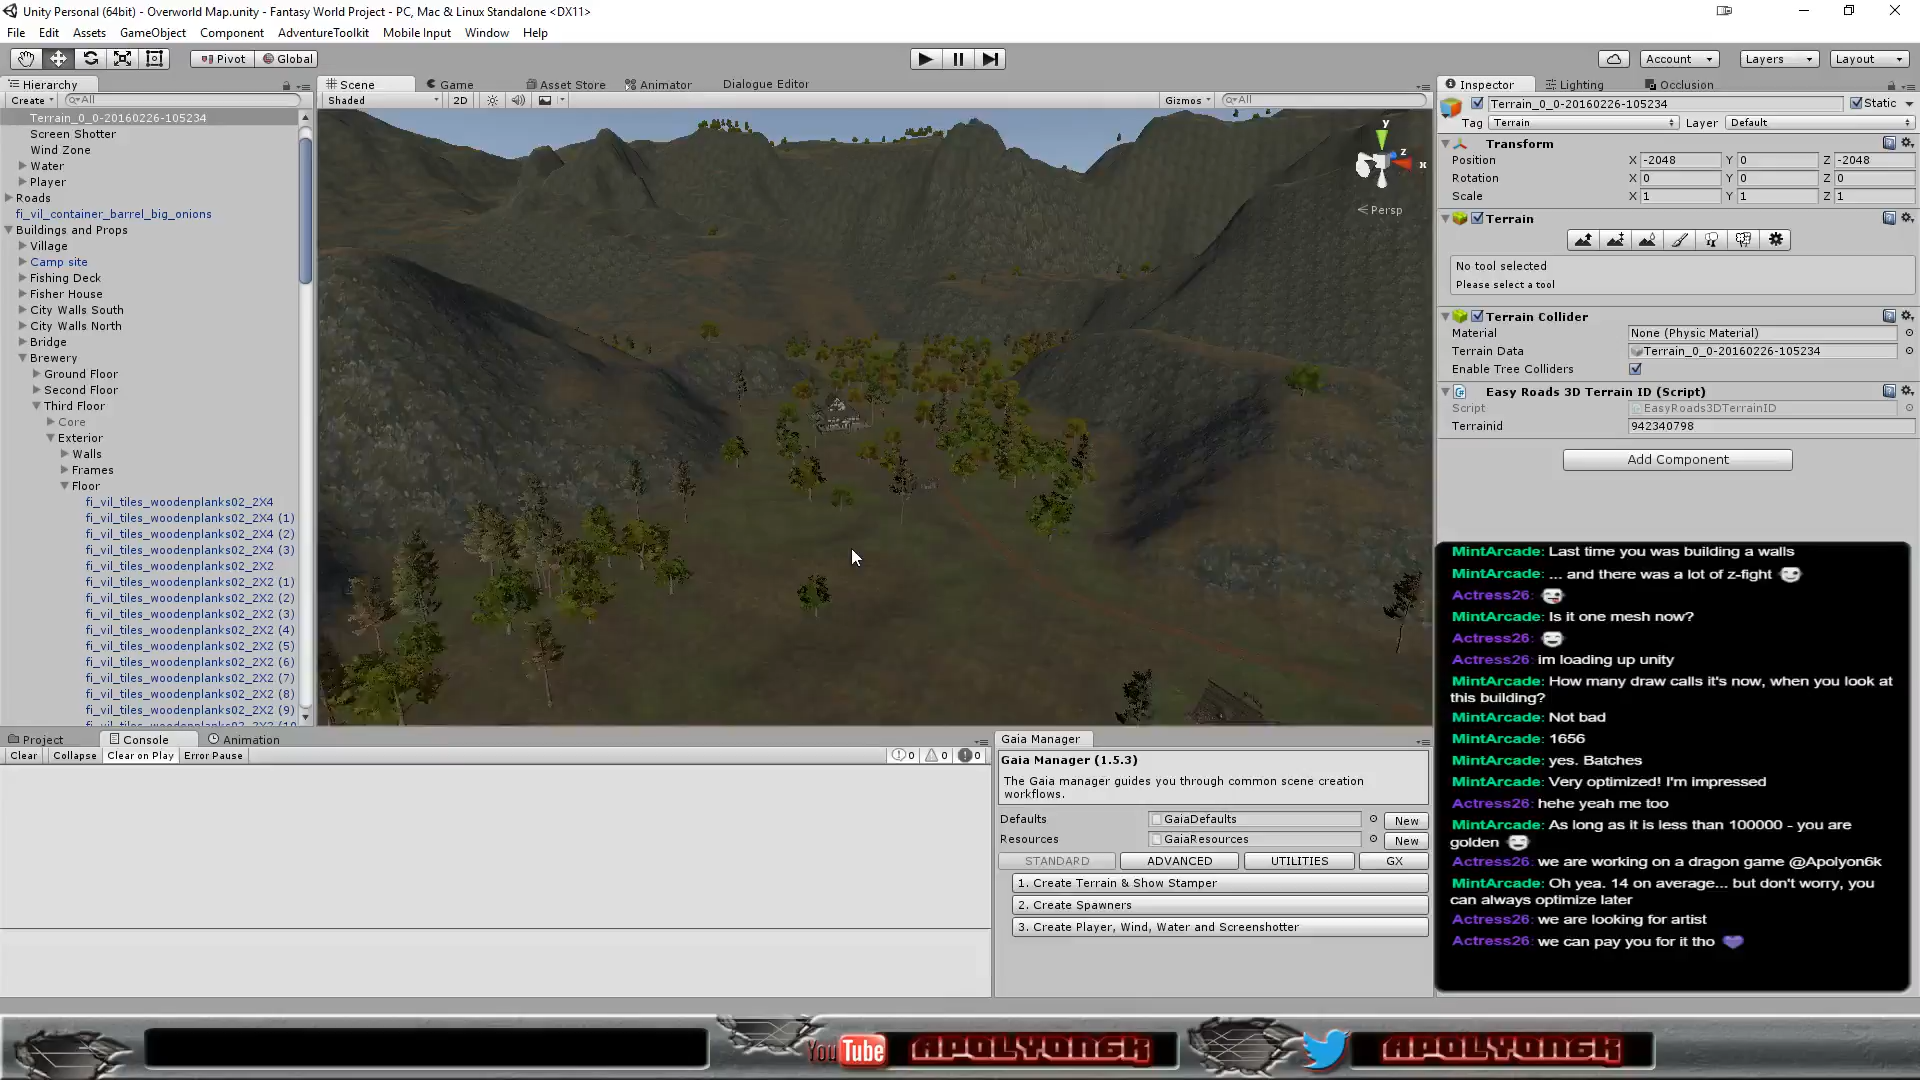 Unity Personal (64bit) - Overworld Map.unity - Fantasy World Project - PC, Mac & Linux Standalone <DX11>
File Edit Assets GameObject Component AdventureToolkit Mobile Input Window Help
Pivot Global Account Layers Layout
Hierarchy
Create All
Terrain_0_0-20160226-105234
Screen Shotter
Wind Zone
Water
Player
Roads
fi_vil_container_barrel_big_onions
Buildings and Props
Village
Camp site
Fishing Deck
Fisher House
City Walls South
City Walls North
Bridge
Brewery
Ground Floor
Second Floor
Third Floor
Core
Exterior
Walls
Frames
Floor
fi_vil_tiles_woodenplanks02_2X4
fi_vil_tiles_woodenplanks02_2X4 (1)
fi_vil_tiles_woodenplanks02_2X4 (2)
fi_vil_tiles_woodenplanks02_2X4 (3)
fi_vil_tiles_woodenplanks02_2X2
fi_vil_tiles_woodenplanks02_2X2 (1)
fi_vil_tiles_woodenplanks02_2X2 (2)
fi_vil_tiles_woodenplanks02_2X2 (3)
fi_vil_tiles_woodenplanks02_2X2 (4)
fi_vil_tiles_woodenplanks02_2X2 (5)
fi_vil_tiles_woodenplanks02_2X2 (6)
fi_vil_tiles_woodenplanks02_2X2 (7)
fi_vil_tiles_woodenplanks02_2X2 (8)
fi_vil_tiles_woodenplanks02_2X2 (9)
Scene Game Asset Store Animator Dialogue Editor
Shaded 2D Gizmos All
y
z
x
Persp
Inspector Lighting Occlusion
Terrain_0_0-20160226-105234 Static
Tag Terrain Layer Default
Transform
Position X -2048 Y 0 Z -2048
Rotation X 0 Y 0 Z 0
Scale X 1 Y 1 Z 1
Terrain
No tool selected
Please select a tool
Terrain Collider
Material None (Physic Material)
Terrain Data Terrain_0_0-20160226-105234
Enable Tree Colliders
Easy Roads 3D Terrain ID (Script)
Script EasyRoads3DTerrainID
Terrainid 942340798
Add Component
MintArcade: Last time you was building a walls
MintArcade: ... and there was a lot of z-fight
Actress26:
MintArcade: Is it one mesh now?
Actress26:
Actress26: im loading up unity
MintArcade: How many draw calls it's now, when you look at
this building?
MintArcade: Not bad
MintArcade: 1656
MintArcade: yes. Batches
MintArcade: Very optimized! I'm impressed
Actress26: hehe yeah me too
MintArcade: As long as it is less than 100000 - you are
golden
Actress26: we are working on a dragon game @Apolyon6k
MintArcade: Oh yea. 14 on average... but don't worry, you
can always optimize later
Actress26: we are looking for artist
Actress26: we can pay you for it tho
Project Console Animation
Clear Collapse Clear on Play Error Pause 0 0 0
Gaia Manager
Gaia Manager (1.5.3)
The Gaia manager guides you through common scene creation
workflows.
Defaults GaiaDefaults New
Resources GaiaResources New
STANDARD ADVANCED UTILITIES GX
1. Create Terrain & Show Stamper
2. Create Spawners
3. Create Player, Wind, Water and Screenshotter
YouTube APOLYON6K APOLYON6K